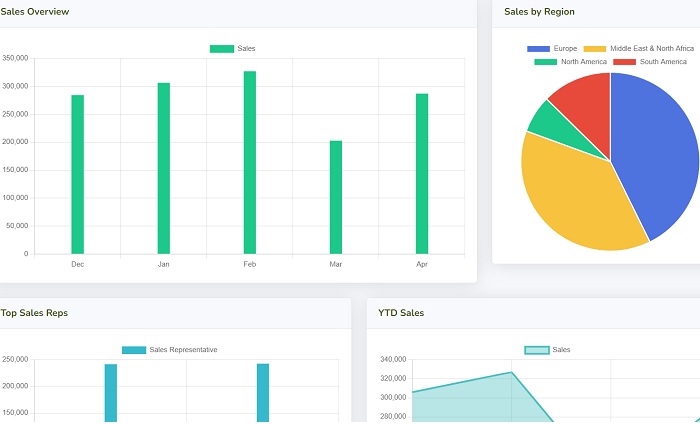 Sales Overview
Sales
350,000
300,000
250,000
200,000
150,000
100,000
50,000
0
Dec Jan Feb Mar Apr
Sales by Region
Europe Middle East & North Africa
North America South America
Top Sales Reps
Sales Representative
250,000
200,000
150,000
YTD Sales
Sales
340,000
320,000
300,000
280,000